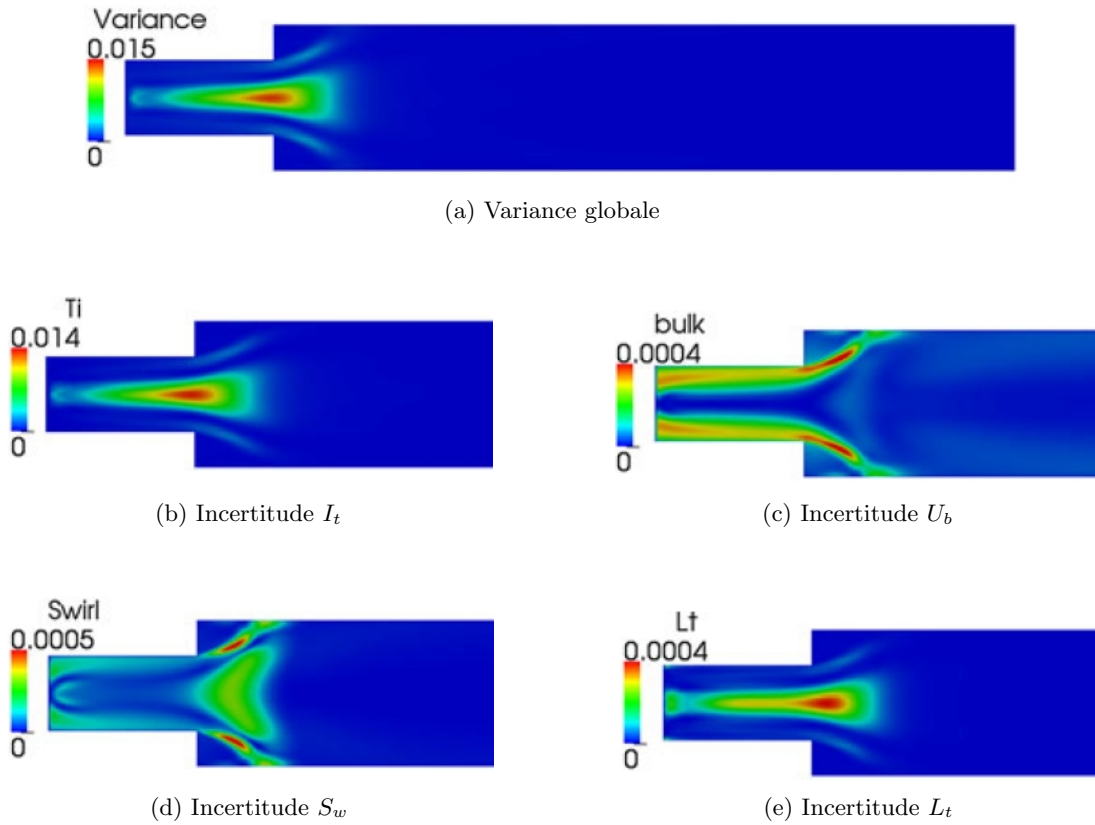 Variance
0.015
0
(a) Variance globale
Ti
0.014
0
(b) Incertitude I_t
bulk
0.0004
0
(c) Incertitude U_b
Swirl
0.0005
0
(d) Incertitude S_w
Lt
0.0004
0
(e) Incertitude L_t